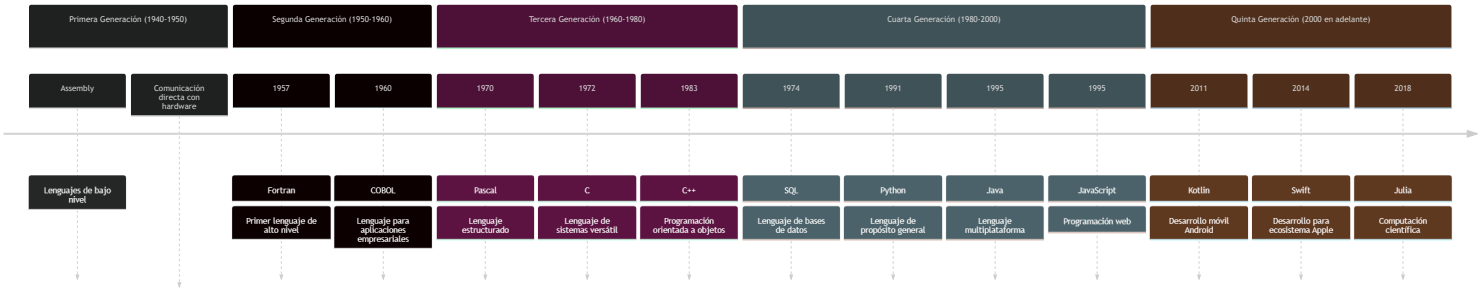 Primera Generación (1940-1950)
Segunda Generación (1950-1960)
Tercera Generación (1960-1980)
Cuarta Generación (1980-2000)
Quinta Generación (2000 en adelante)
Assembly
Comunicación
directa con
hardware
1957
1960
1970
1972
1983
1974
1991
1995
1995
2011
2014
2018
Lenguajes de bajo
nivel
Fortran
Primer lenguaje de
alto nivel
COBOL
Lenguaje para
aplicaciones
empresariales
Pascal
Lenguaje
estructurado
C
Lenguaje de
sistemas versátil
C++
Programación
orientada a objetos
SQL
Lenguaje de bases
de datos
Python
Lenguaje de
propósito general
Java
Lenguaje
multiplataforma
JavaScript
Programación web
Kotlin
Desarrollo móvil
Android
Swift
Desarrollo para
ecosistema Apple
Julia
Computación
científica